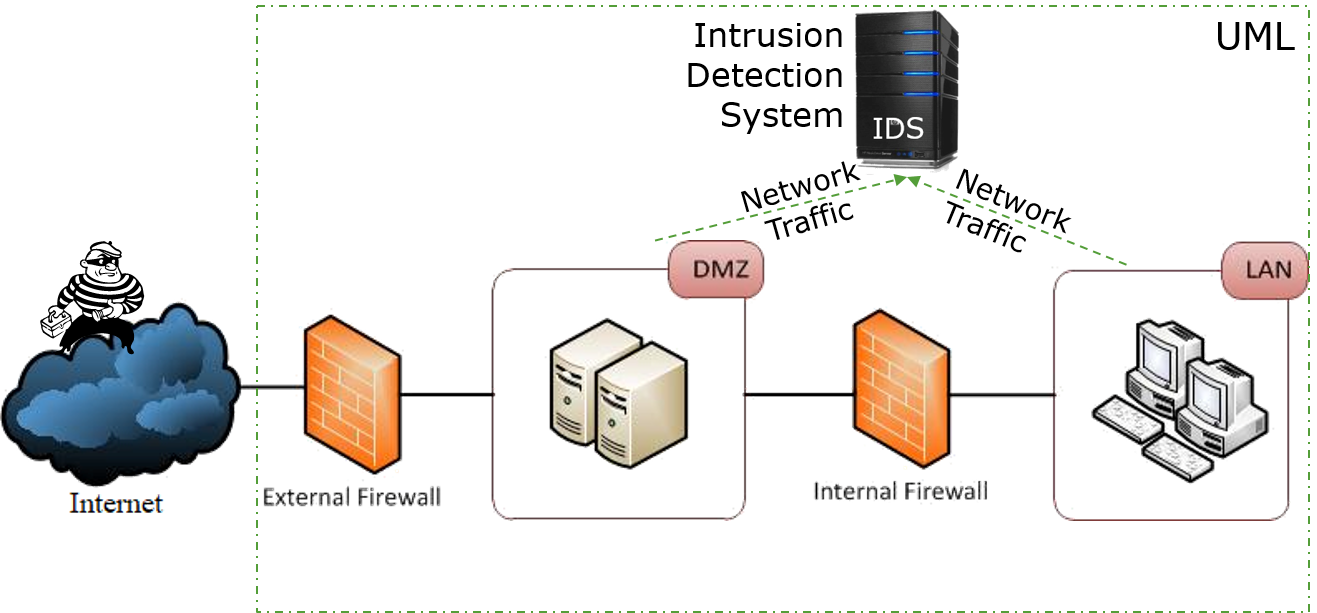 Intrusion
Detection
System
IDS
UML
Network
Traffic
Network
Traffic
DMZ
LAN
Internet
External Firewall
Internal Firewall